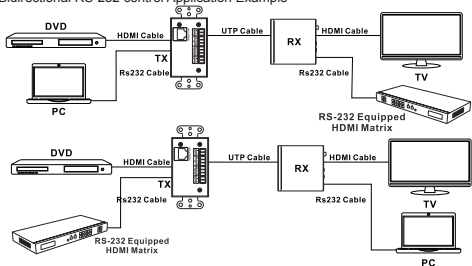 Bidirectional RS-232 control Application Example
DVD
HDMI Cable
TX
Rs232 Cable
PC
UTP Cable
RX
HDMI Cable
Rs232 Cable
TV
RS-232 Equipped
HDMI Matrix
DVD
HDMI Cable
TX
Rs232 Cable
RS-232 Equipped
HDMI Matrix
UTP Cable
RX
HDMI Cable
Rs232 Cable
TV
PC